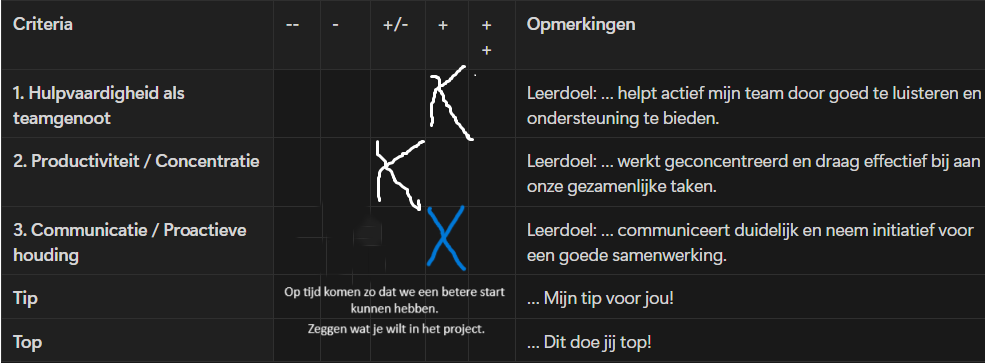 Criteria -- - +/- + + Opmerkingen
+
1. Hulpvaardigheid als teamgenoot K Leerdoel: ... helpt actief mijn team door goed te luisteren en
ondersteuning te bieden.
2. Productiviteit / Concentratie K Leerdoel: ... werkt geconcentreerd en draag effectief bij aan
onze gezamenlijke taken.
3. Communicatie / Proactieve houding X Leerdoel: ... communiceert duidelijk en neem initiatief voor
een goede samenwerking.
Tip Op tijd komen zo dat we een betere start ... Mijn tip voor jou!
kunnen hebben.
Zeggen wat je wilt in het project.
Top ... Dit doe jij top!